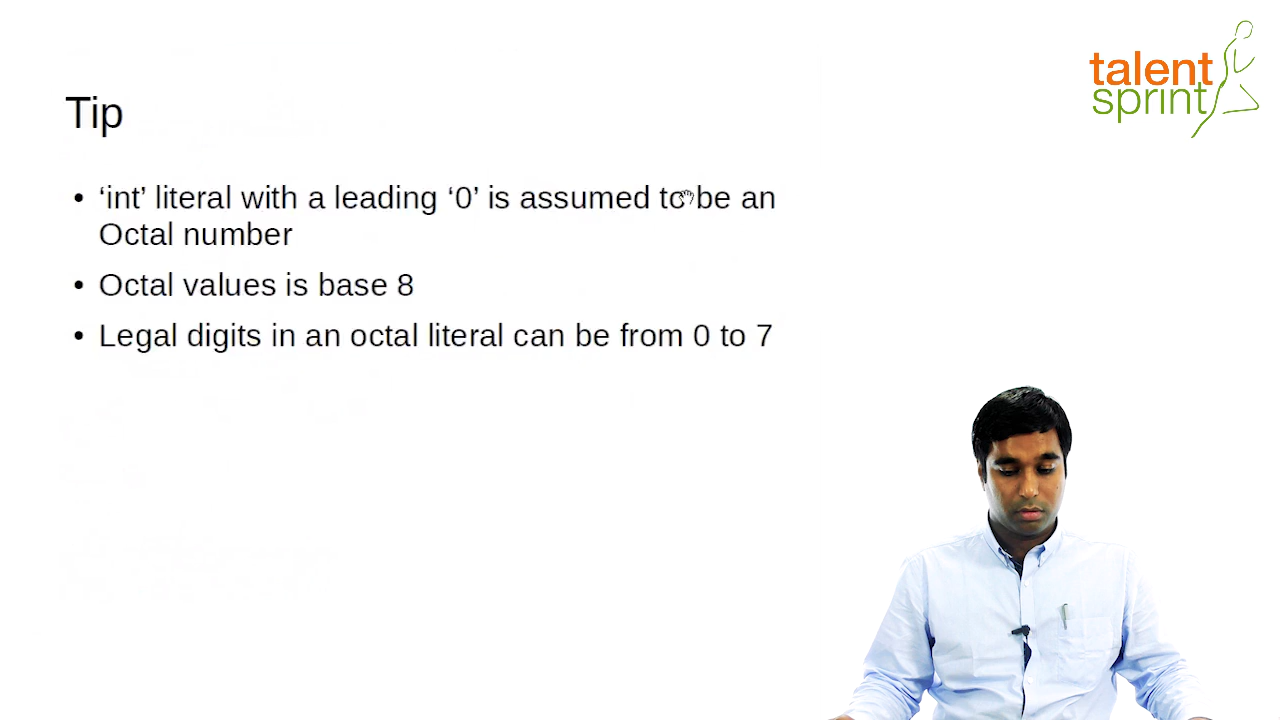 talent
sprint
Tip
• ‘int’ literal with a leading ‘0’ is assumed to be an
Octal number
• Octal values is base 8
• Legal digits in an octal literal can be from 0 to 7